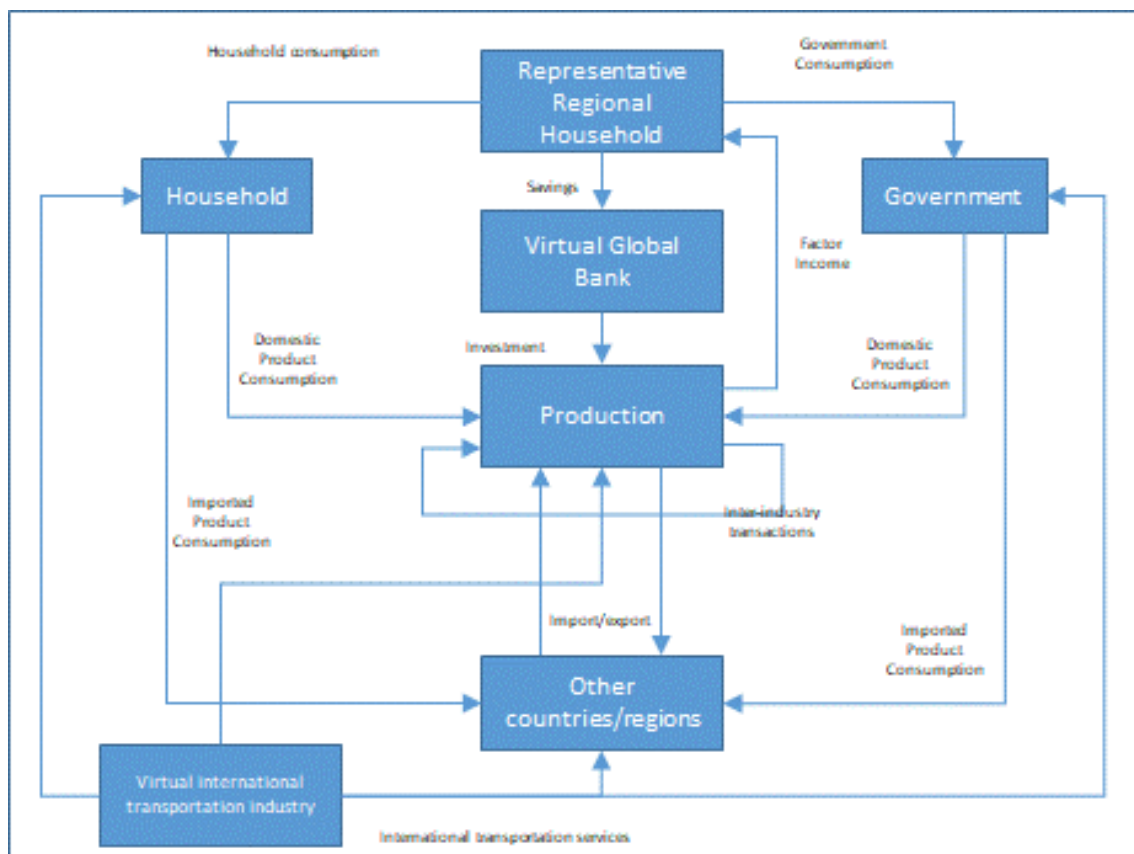 Household consumption
Representative
Regional
Household
Government
Consumption
Household
Savings
Government
Virtual Global
Bank
Factor
Income
Domestic
Product
Consumption
Investment
Domestic
Product
Consumption
Production
Imported
Product
Consumption
Inter-industry
transactions
Import/export
Imported
Product
Consumption
Other
countries/regions
Virtual international
transportation industry
International transportation services